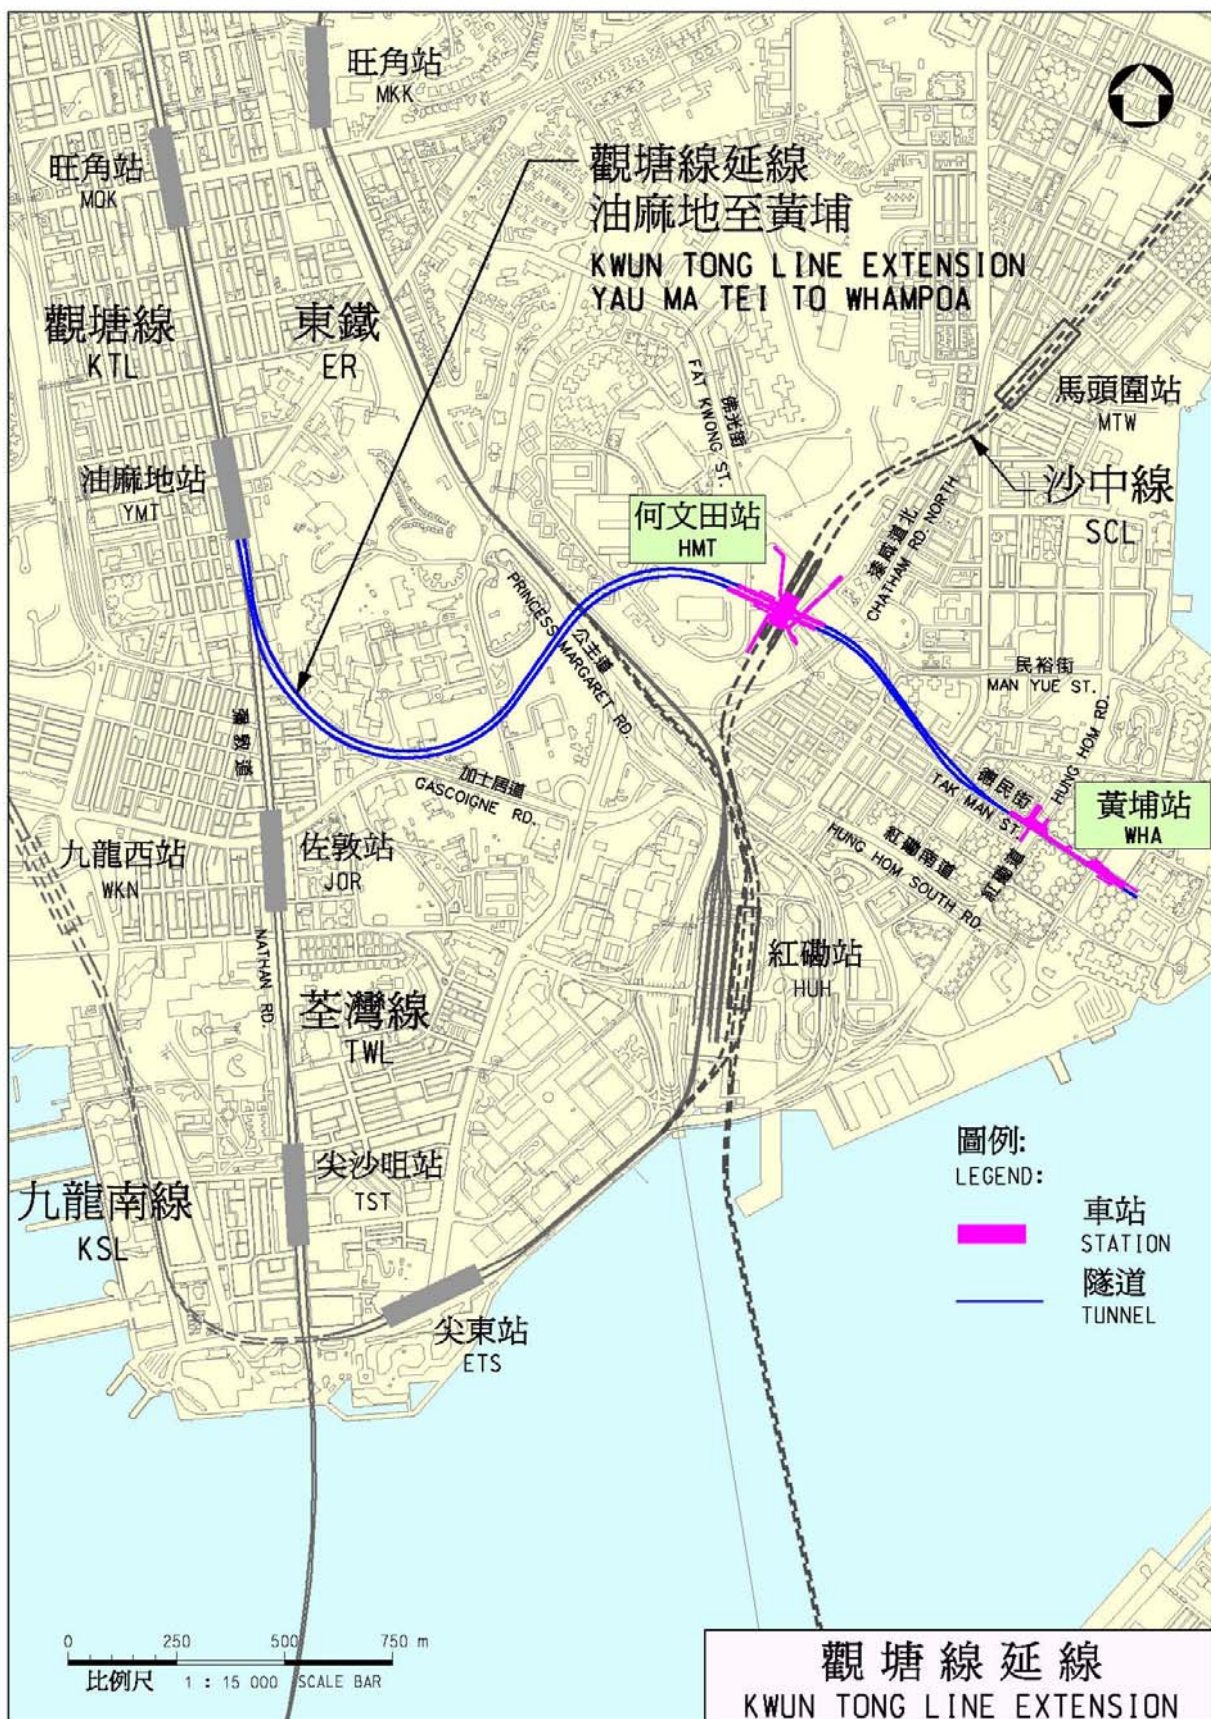 旺角站
MKK
旺角站
MOK
觀塘線延線
油麻地至黃埔
KWUN TONG LINE EXTENSION
YAU MA TEI TO WHAMPOA
觀塘線
KTL
東鐵
ER
馬頭圍站
MTW
佛光街
FAT KWONG ST.
油麻地站
YMT
沙中線
SCL
何文田站
HMT
漆咸道北
CHATHAM RD. NORTH
公主道
PRINCESS MARGARET RD.
民裕街
MAN YUE ST.
HUNG HOM RD.
彌敦道
加士居道
GASCOIGNE RD.
德民街
TAK MAN ST.
黃埔站
WHA
九龍西站
WKN
佐敦站
JOR
紅磡南道
HUNG HOM SOUTH RD.
紅磡道
紅磡站
HUH
NATHAN RD.
荃灣線
TWL
圖例:
LEGEND:
車站
STATION
隧道
TUNNEL
尖沙咀站
TST
九龍南線
KSL
尖東站
ETS
0 250 500 750 m
比例尺 1 : 15 000 SCALE BAR
觀塘線延線
KWUN TONG LINE EXTENSION